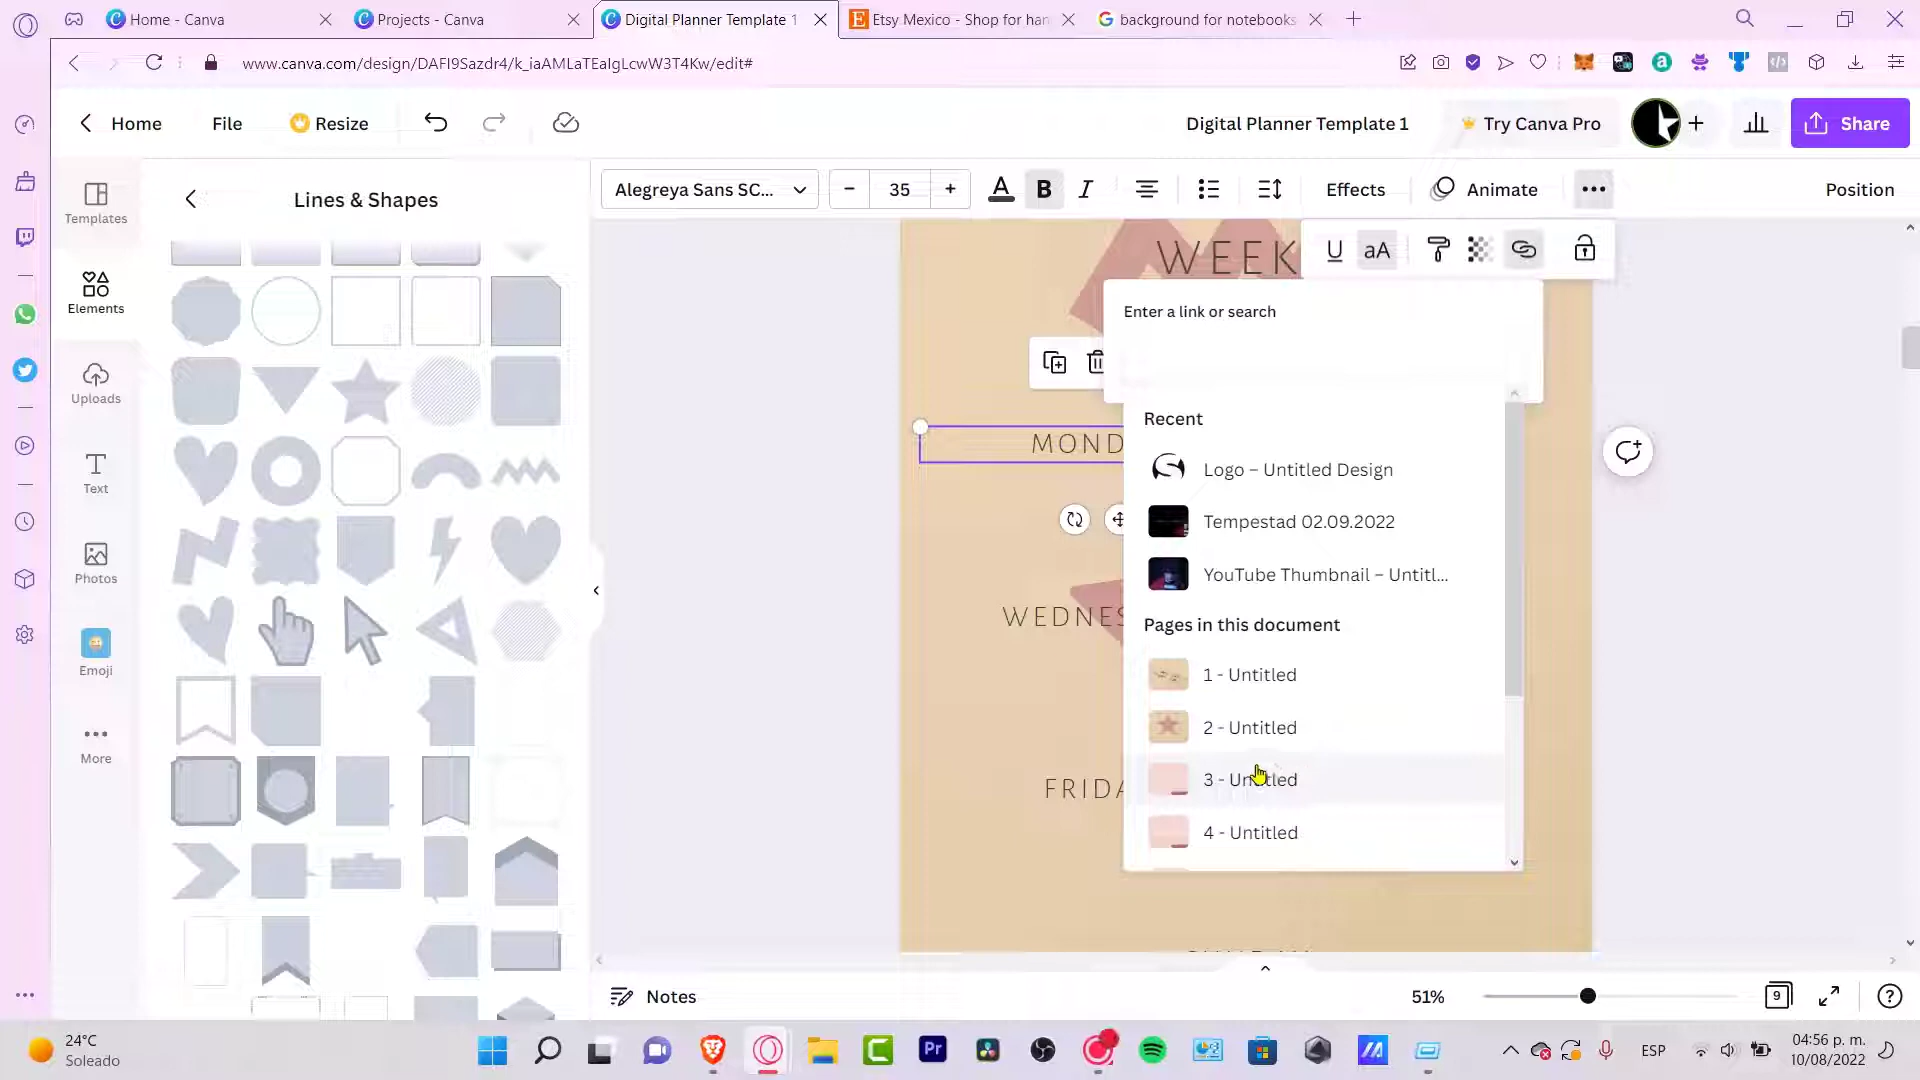 Home - Canva
Projects - Canva
Digital Planner Template 1
Etsy Mexico - Shop for han
background for notebooks
www.canva.com/design/DAFI9Sazdr4/k_iaAMLaTEaIgLcwW3T4Kw/edit#
Home
File
Resize
Digital Planner Template 1
Try Canva Pro
Share
Templates
Elements
Uploads
Text
Photos
Emoji
More
Lines & Shapes
Alegreya Sans SC...
35
A
B
I
Effects
Animate
Position
U
aA
WEEK
Enter a link or search
MOND
WEDNES
FRIDA
Recent
Logo – Untitled Design
Tempestad 02.09.2022
YouTube Thumbnail – Untitl...
Pages in this document
1 - Untitled
2 - Untitled
3 - Untitled
4 - Untitled
Notes
51%
9
24°C
Soleado
Pr
ESP
04:56 p. m.
10/08/2022